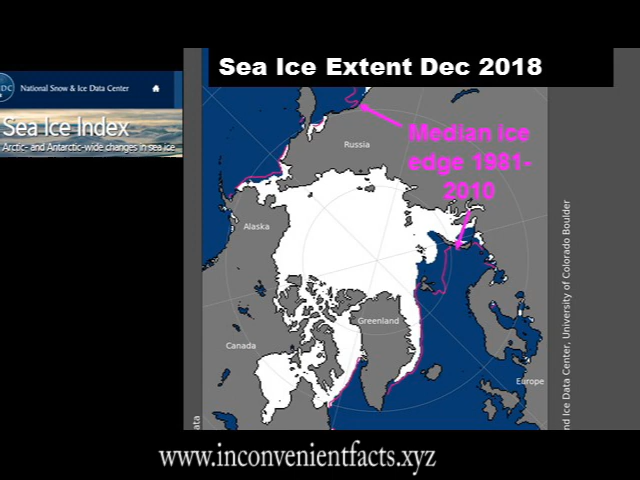 Sea Ice Extent Dec 2018
National Snow & Ice Data Center
Sea Ice Index
Arctic- and Antarctic-wide changes in sea ice
Median ice
edge 1981-
2010
Russia
Alaska
Greenland
Canada
Europe
Ice Data Center, University of Colorado Boulder
www.inconvenientfacts.xyz